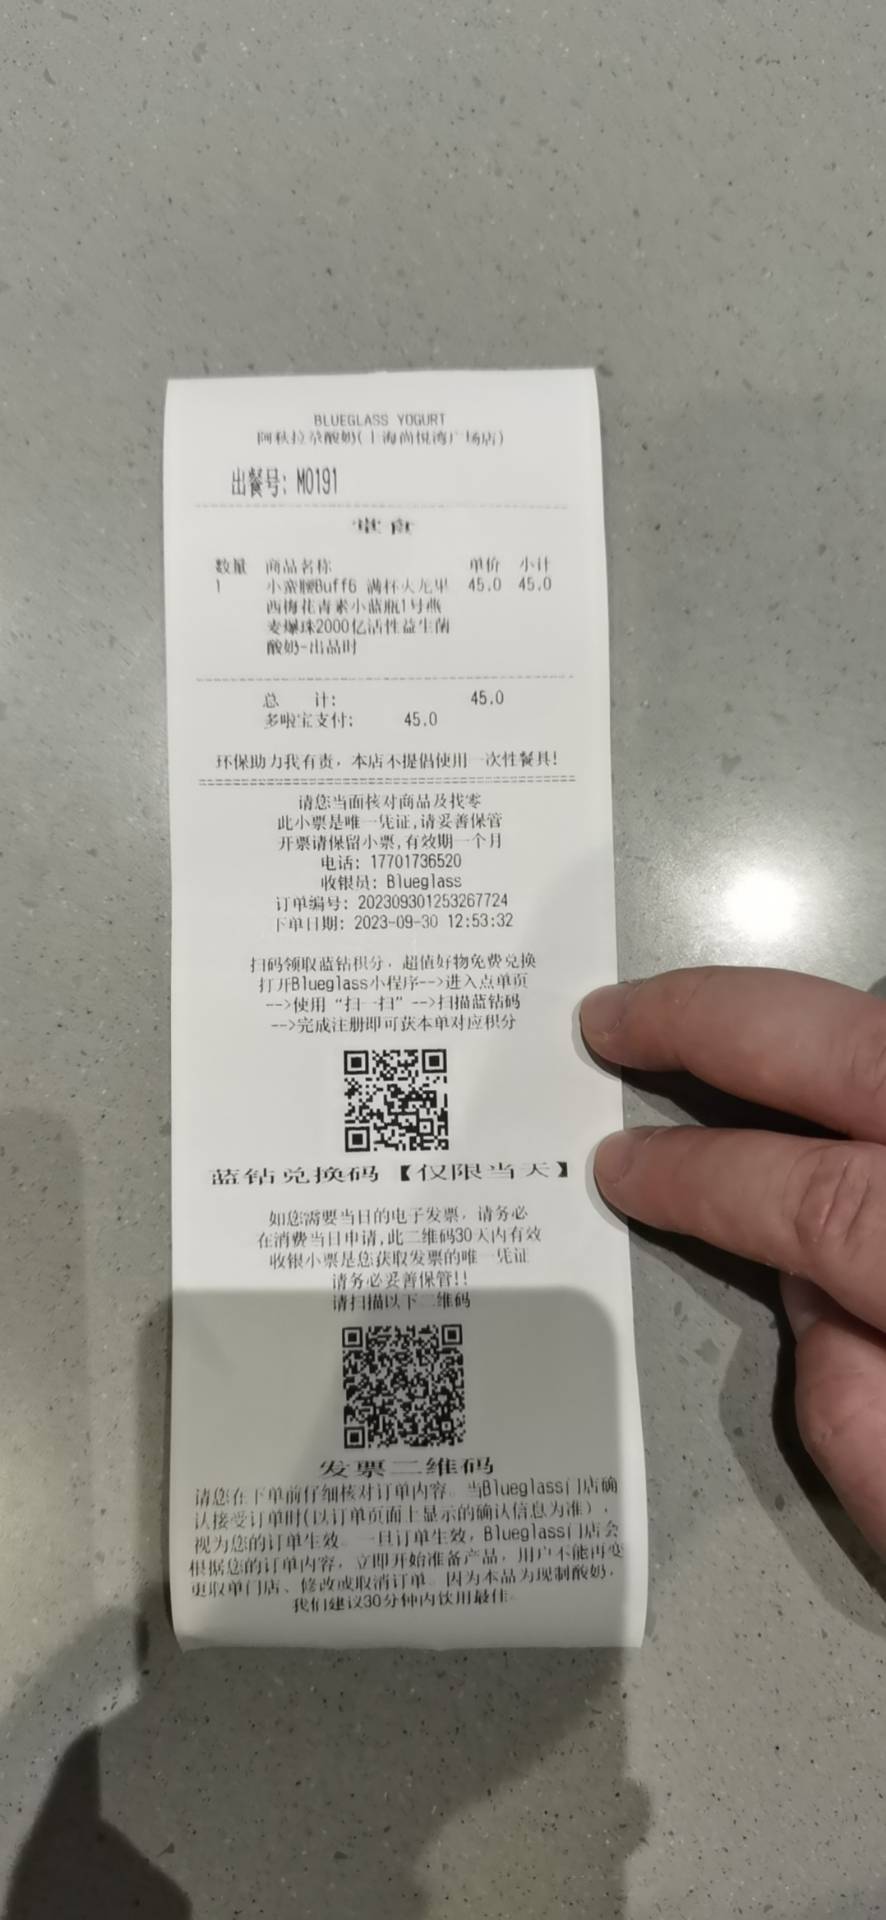 BLUEGLASS YOGURT
阿秋拉尕酸奶(上海尚悦湾广场店)
出餐号: M0191
堂食
数量 商品名称 单价 小计
1 小蛮腰Buff6 满杯火龙果 45.0 45.0
西梅花青素小蓝瓶1号燕
麦爆珠2000亿活性益生菌
酸奶-出品时
总 计: 45.0
多啦宝支付: 45.0
环保助力我有责，本店不提倡使用一次性餐具!
请您当面核对商品及找零
此小票是唯一凭证,请妥善保管
开票请保留小票,有效期一个月
电话: 17701736520
收银员: Blueglass
订单编号: 202309301253267724
下单日期: 2023-09-30 12:53:32
扫码领取蓝钻积分，超值好物免费兑换
打开Blueglass小程序-->进入点单页
-->使用“扫一扫”-->扫描蓝钻码
-->完成注册即可获本单对应积分
蓝钻兑换码【仅限当天】
如您需要当日的电子发票，请务必
在消费当日申请,此二维码30天内有效
收银小票是您获取发票的唯一凭证
请务必妥善保管!!
请扫描以下二维码
发票二维码
请您在下单前仔细核对订单内容。当Blueglass门店确
认接受订单时(以订单页面上显示的确认信息为准)，
视为您的订单生效。一旦订单生效，Blueglass门店会
根据您的订单内容，立即开始准备产品，用户不能再变
更取单门店、修改或取消订单。因为本品为现制酸奶，
我们建议30分钟内饮用最佳。